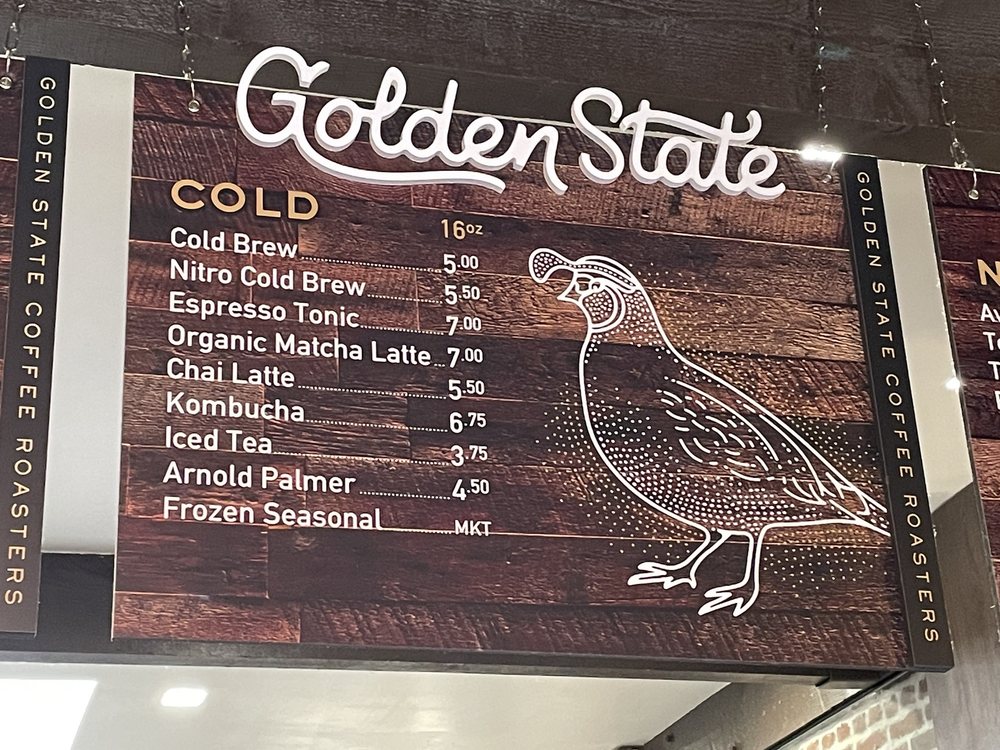 Golden State
COLD
16oz
Cold Brew 5.00
Nitro Cold Brew 5.50
Espresso Tonic 7.00
Organic Matcha Latte 7.00
Chai Latte 5.50
Kombucha 6.75
Iced Tea 3.75
Arnold Palmer 4.50
Frozen Seasonal MKT
GOLDEN STATE COFFEE ROASTERS
GOLDEN STATE COFFEE ROASTERS